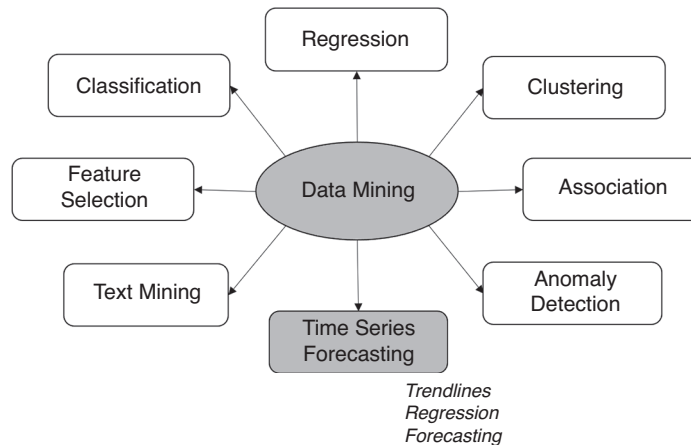 Regression
Classification
Clustering
Feature
Selection
Data Mining
Association
Text Mining
Anomaly
Detection
Time Series
Forecasting
Trendlines
Regression
Forecasting